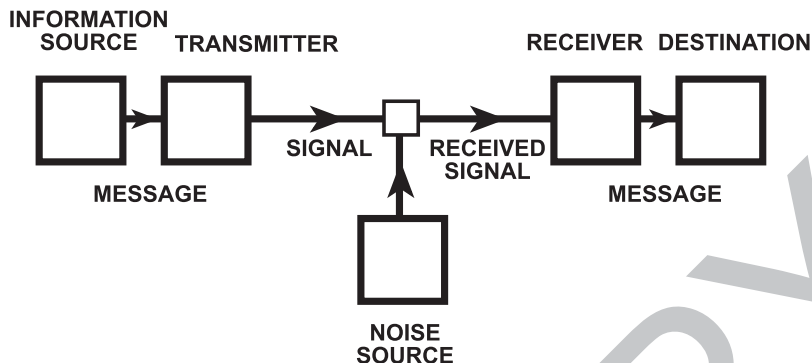 INFORMATION
SOURCE
TRANSMITTER
RECEIVER
DESTINATION
SIGNAL
RECEIVED
SIGNAL
MESSAGE
MESSAGE
NOISE
SOURCE